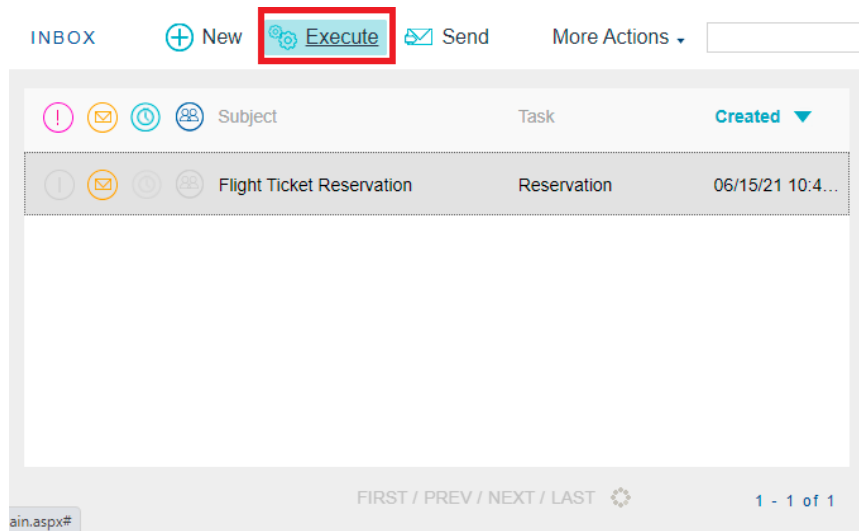 INBOX New Execute Send More Actions
Subject Task Created
Flight Ticket Reservation Reservation 06/15/21 10:4...
FIRST / PREV / NEXT / LAST 1 - 1 of 1
ain.aspx#